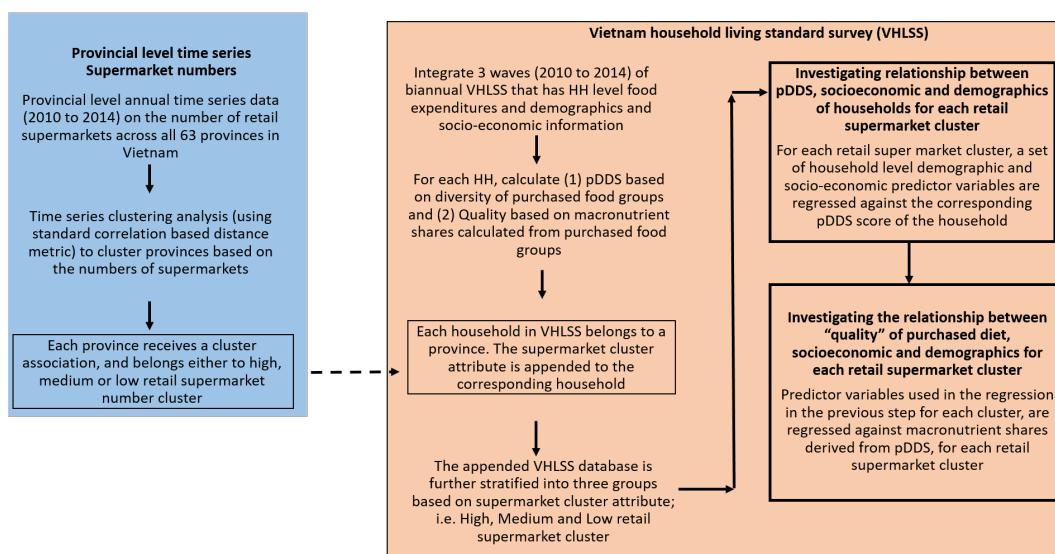 Provincial level time series
Supermarket numbers
Provincial level annual time series data
(2010 to 2014) on the number of retail
supermarkets across all 63 provinces in
Vietnam
Time series clustering analysis (using
standard correlation based distance
metric) to cluster provinces based on
the numbers of supermarkets
Each province receives a cluster
association, and belongs either to high,
medium or low retail supermarket
number cluster
Vietnam household living standard survey (VHLSS)
Integrate 3 waves (2010 to 2014) of
biannual VHLSS that has HH level food
expenditures and demographics and
socio-economic information
For each HH, calculate (1) pDDS based
on diversity of purchased food groups
and (2) Quality based on macronutrient
shares calculated from purchased food
groups
Each household in VHLSS belongs to a
province. The supermarket cluster
attribute is appended to the
corresponding household
The appended VHLSS database is
further stratified into three groups
based on supermarket cluster attribute;
i.e. High, Medium and Low retail
supermarket cluster
Investigating relationship between
pDDS, socioeconomic and demographics
of households for each retail
supermarket cluster
For each retail super market cluster, a set
of household level demographic and
socio-economic predictor variables are
regressed against the corresponding
pDDS score of the household
Investigating the relationship between
“quality” of purchased diet,
socioeconomic and demographics for
each retail supermarket cluster
Predictor variables used in the regression
in the previous step for each cluster, are
regressed against macronutrient shares
derived from pDDS, for each retail
supermarket cluster